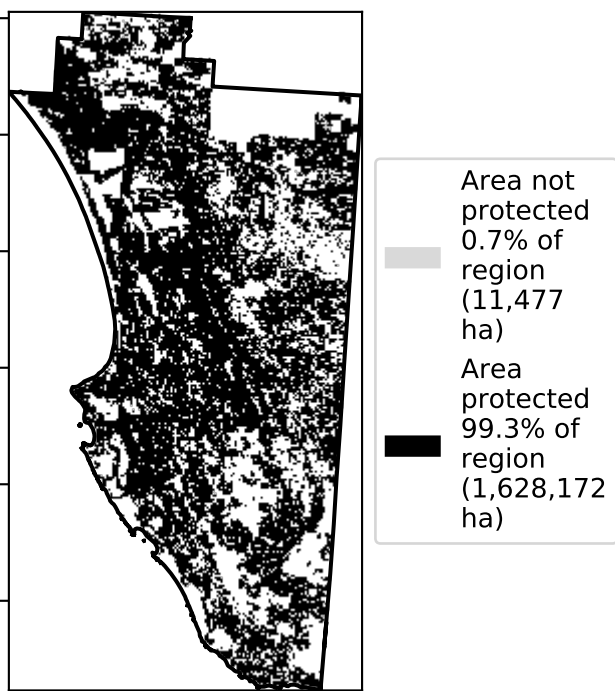 Area not
protected
0.7% of
region
(11,477
ha)
Area
protected
99.3% of
region
(1,628,172
ha)